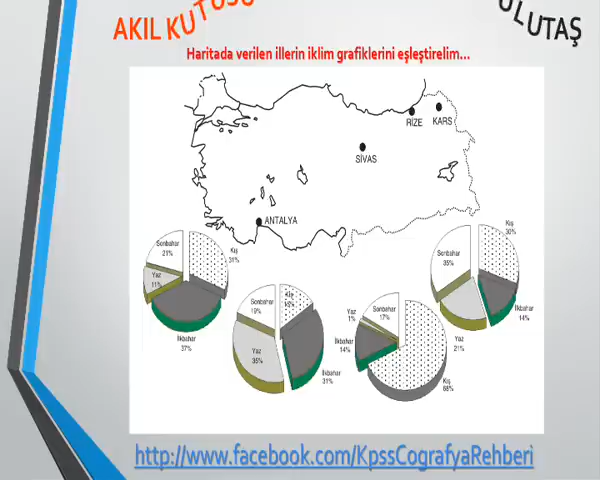 AKIL KUTUSU
ULUTAŞ
Haritada verilen illerin iklim grafiklerini eşleştirelim...
RİZE
KARS
SİVAS
ANTALYA
Sonbahar
21%
Kış
31%
Yaz
11%
İlkbahar
37%
Sonbahar
19%
Kış
Yaz
35%
İlkbahar
31%
Yaz
1%
Sonbahar
17%
İlkbahar
14%
Kış
68%
Kış
30%
Sonbahar
35%
İlkbahar
14%
Yaz
21%
http://www.facebook.com/KpssCografyaRehberi